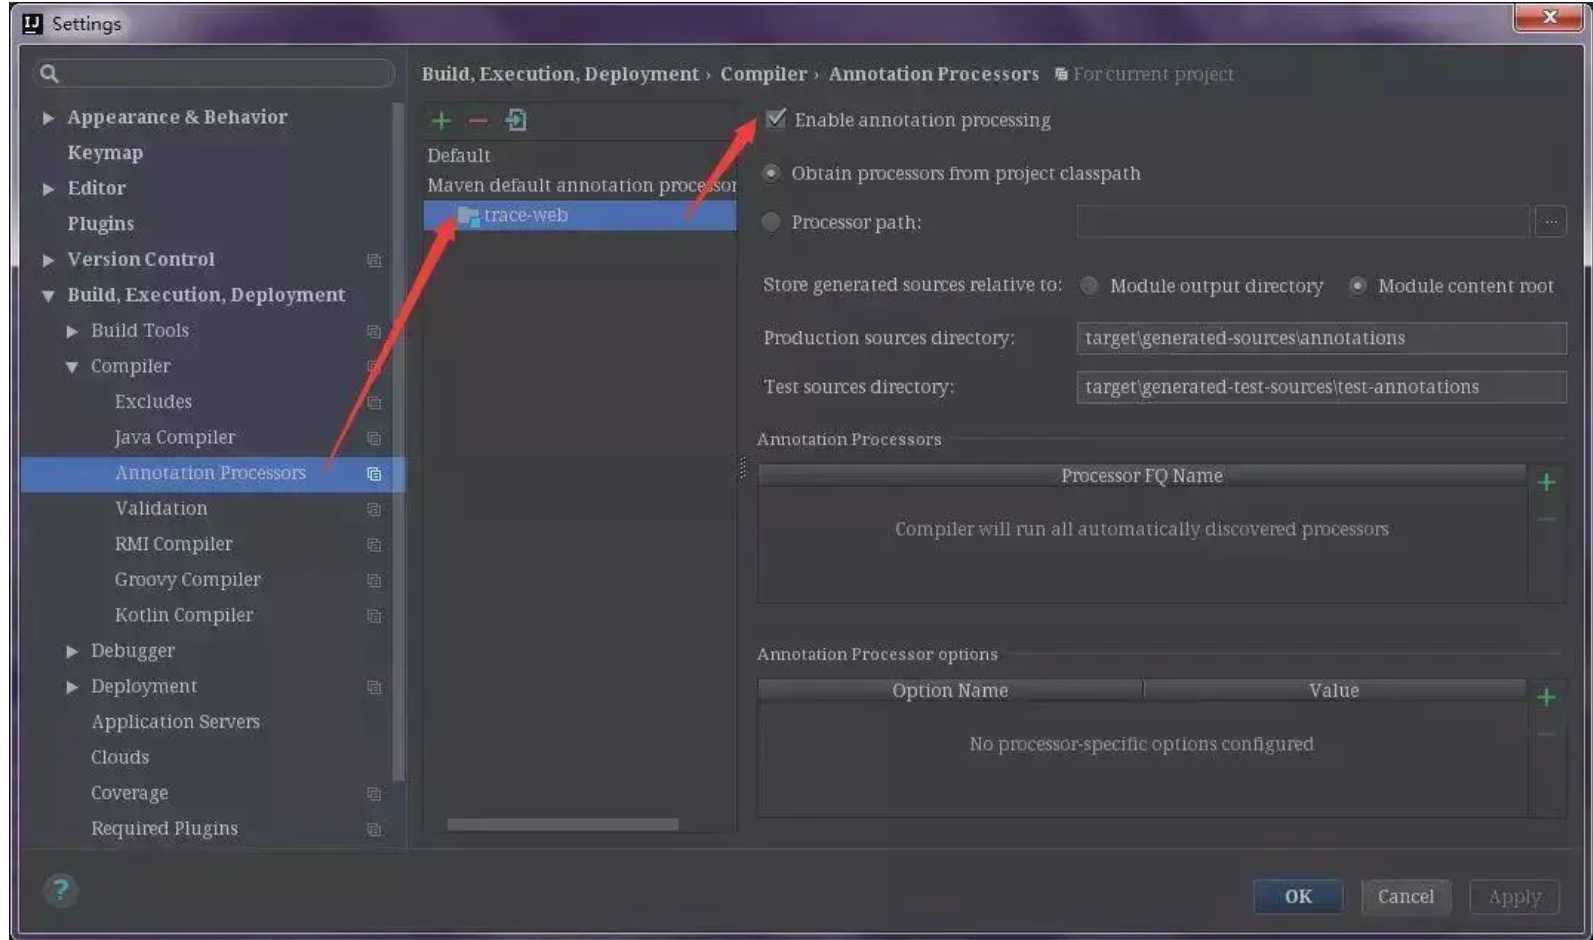 Settings
Appearance & Behavior
Keymap
Editor
Plugins
Version Control
Build, Execution, Deployment
Build Tools
Compiler
Excludes
Java Compiler
Annotation Processors
Validation
RMI Compiler
Groovy Compiler
Kotlin Compiler
Debugger
Deployment
Application Servers
Clouds
Coverage
Required Plugins
Build, Execution, Deployment › Compiler › Annotation Processors For current project
Default
Maven default annotation processor
trace-web
Enable annotation processing
Obtain processors from project classpath
Processor path:
...
Store generated sources relative to: Module output directory Module content root
Production sources directory: target\generated-sources\annotations
Test sources directory: target\generated-test-sources\test-annotations
Annotation Processors
Processor FQ Name
Compiler will run all automatically discovered processors
Annotation Processor options
Option Name Value
No processor-specific options configured
?
OK Cancel Apply